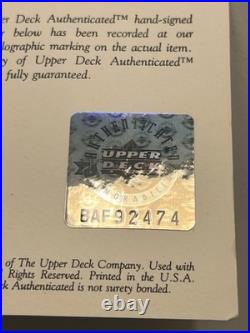 Deck Authenticated™ hand-signed
below has been recorded at our
lographic marking on the actual item.
y of Upper Deck Authenticated™
fully guaranteed.
AUTHENTICATED
UPPER
DECK
BAF92474
of The Upper Deck Company. Used with
Rights Reserved. Printed in the U.S.A.
Deck Authenticated is not surety bonded.